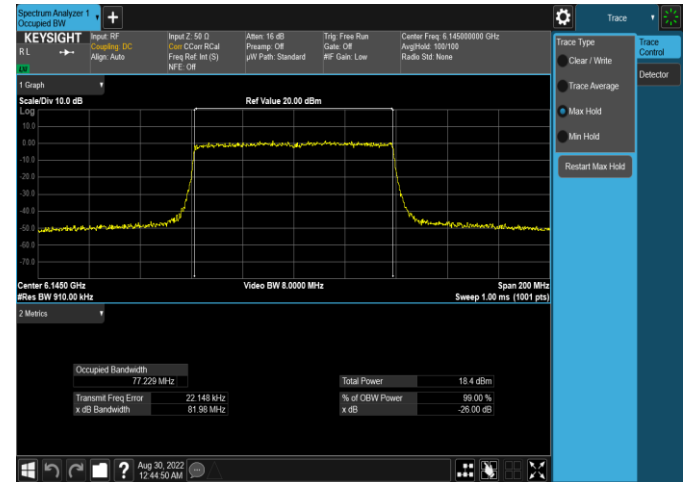 Spectrum Analyzer 1
Occupied BW
Trace
KEYSIGHT
RL
Input: RF
Coupling: DC
Align: Auto
Input Z: 50 Ω
Corr CCorr RCal
Freq Ref: Int (S)
NFE: Off
Atten: 16 dB
Preamp: Off
µW Path: Standard
Trig: Free Run
Gate: Off
#IF Gain: Low
Center Freq: 6.145000000 GHz
Avg|Hold: 100/100
Radio Std: None
Trace Type
Clear / Write
Trace Average
Max Hold
Min Hold
Restart Max Hold
Trace
Control
Detector
1 Graph
Scale/Div 10.0 dB
Ref Value 20.00 dBm
Log
10.0
0.00
-10.0
-20.0
-30.0
-40.0
-50.0
-60.0
-70.0
Center 6.1450 GHz
Video BW 8.0000 MHz
Span 200 MHz
#Res BW 910.00 kHz
Sweep 1.00 ms (1001 pts)
2 Metrics
Occupied Bandwidth
77.229 MHz
Total Power 18.4 dBm
Transmit Freq Error 22.148 kHz
% of OBW Power 99.00 %
x dB Bandwidth 81.98 MHz
x dB -26.00 dB
Aug 30, 2022
12:44:50 AM